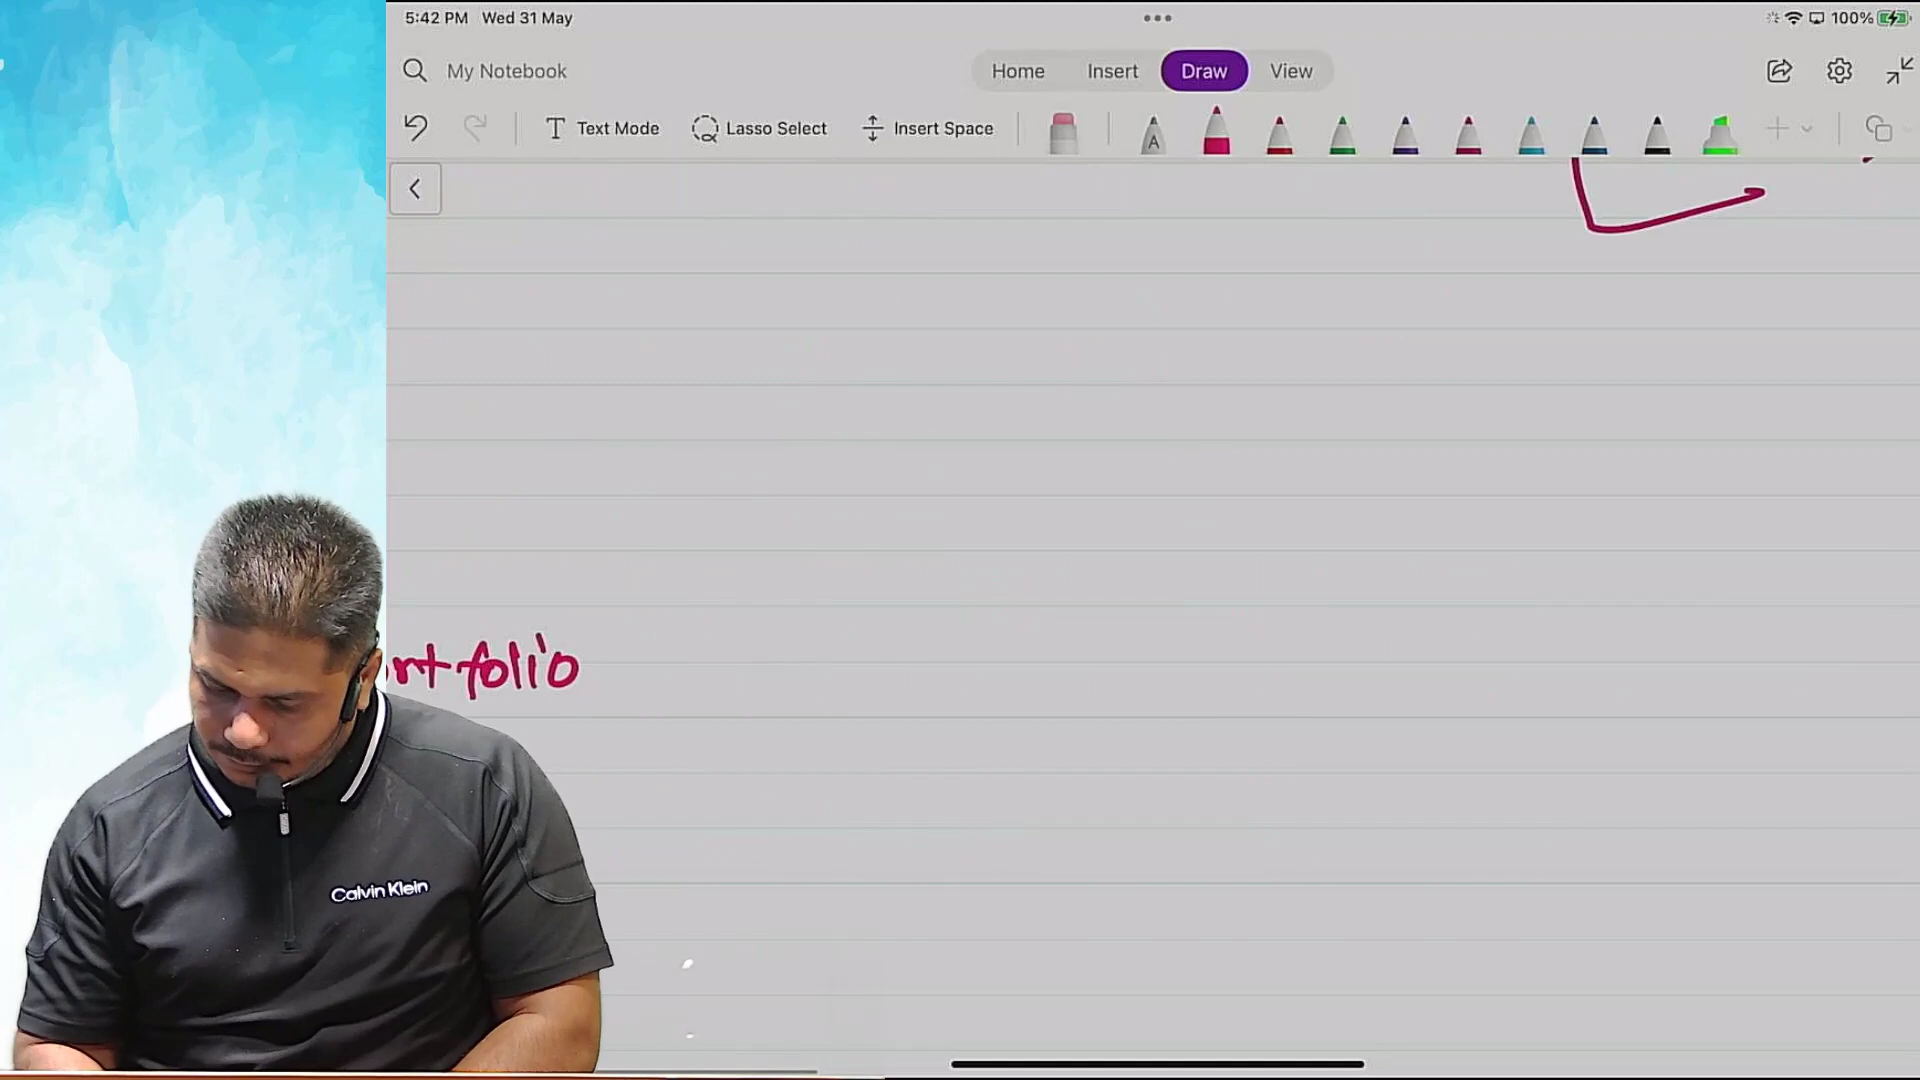 5:42 PM Wed 31 May
100%
My Notebook
Home Insert Draw View
Text Mode Lasso Select Insert Space
A
rtfolio
Calvin Klein